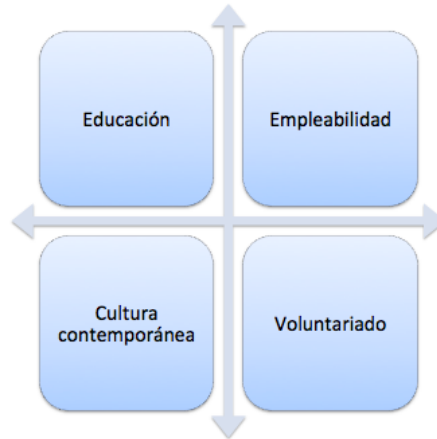 Educación
Empleabilidad
Cultura
contemporánea
Voluntariado